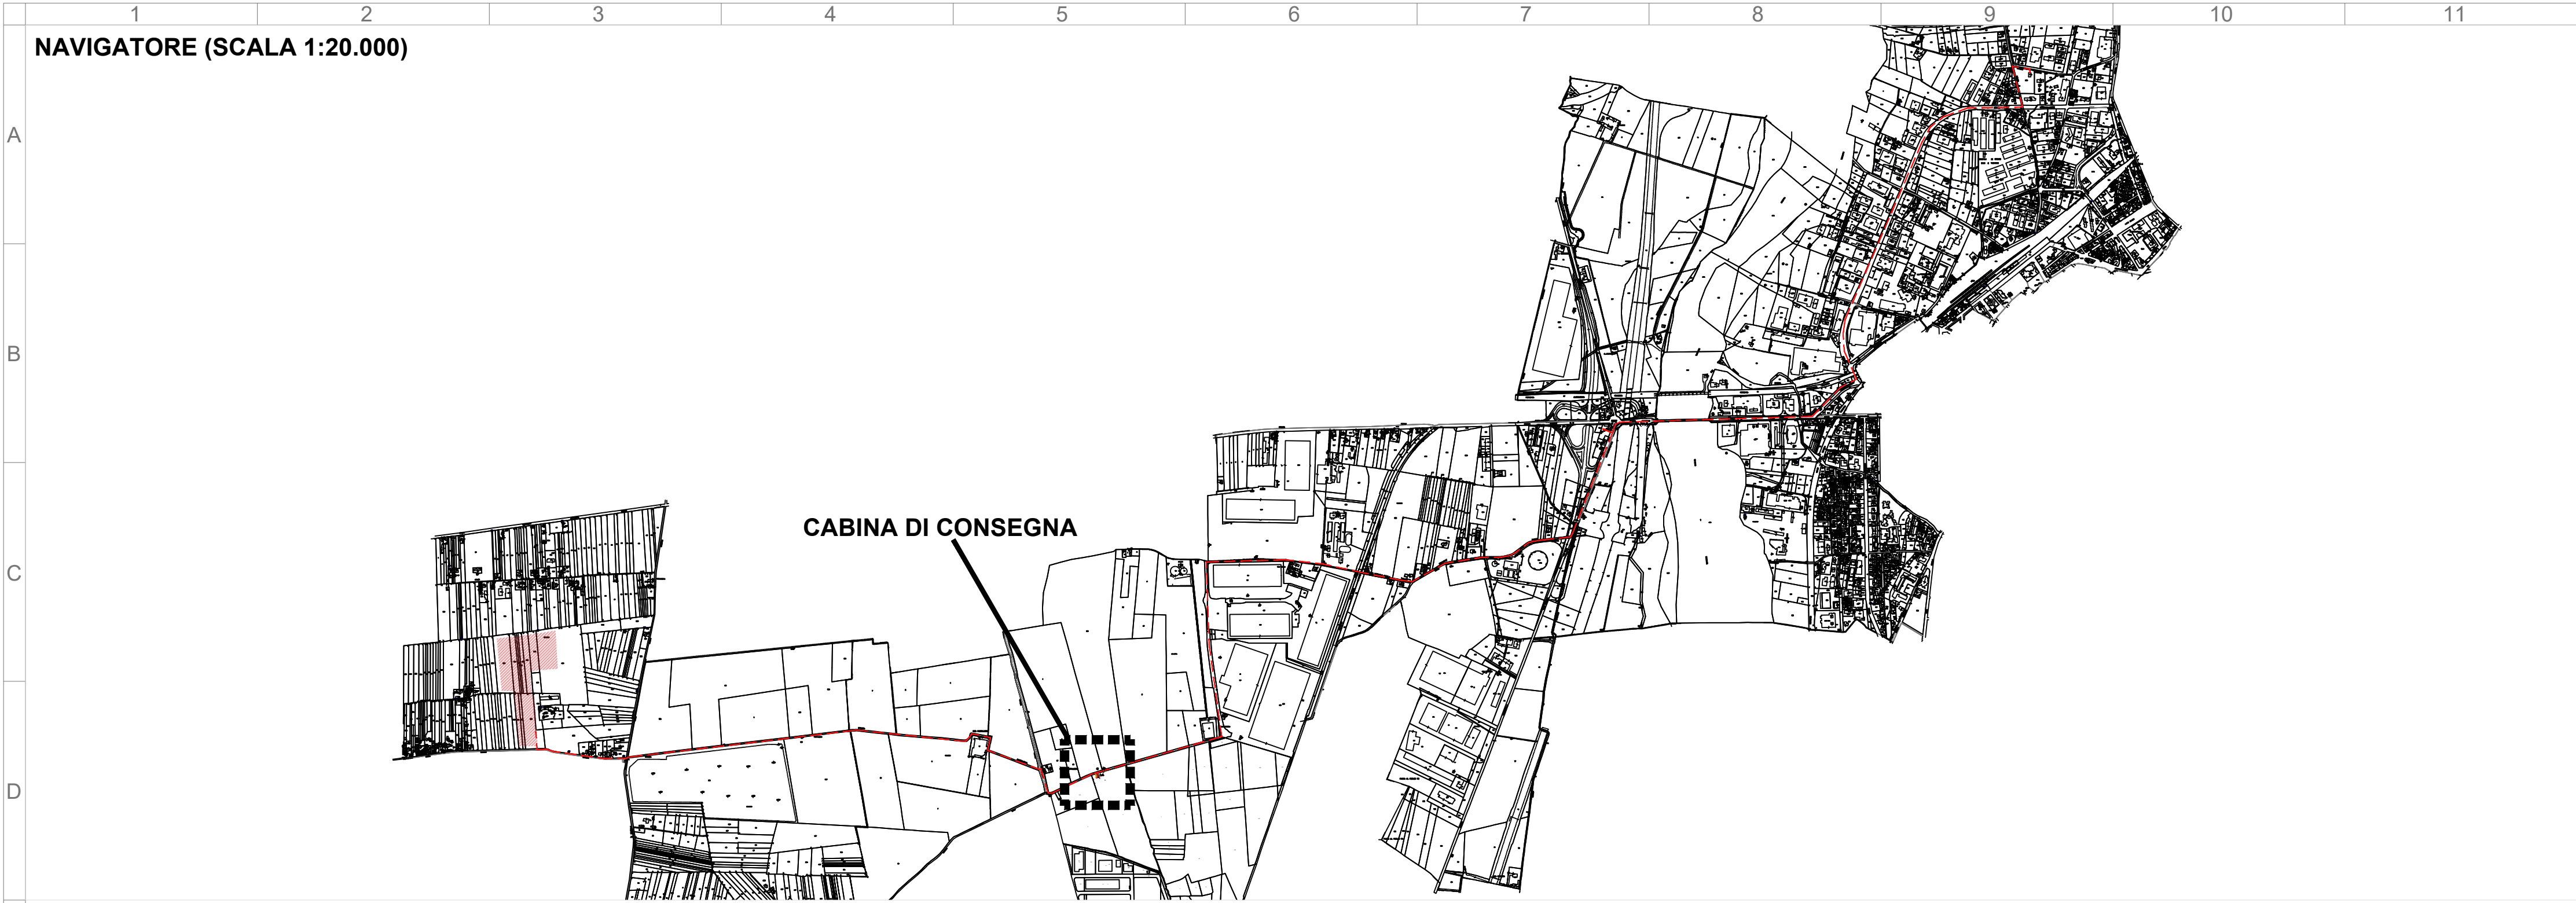 1 2 3 4 5 6 7 8 9 10 11
NAVIGATORE (SCALA 1:20.000)
A
B
CABINA DI CONSEGNA
C
D